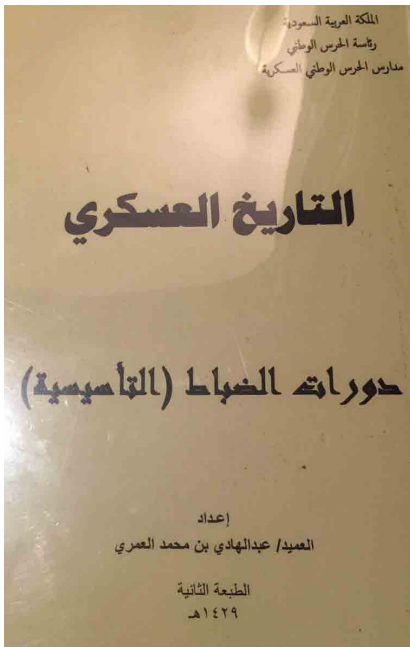 المملكة العربية السعودية
رئاسة الحرس الوطني
مدارس الحرس الوطني العسكرية
التاريخ العسكري
دورات الضباط (التأسيسية)
إعداد
العميد/ عبدالهادي بن محمد العمري
الطبعة الثانية
١٤٢٩هـ